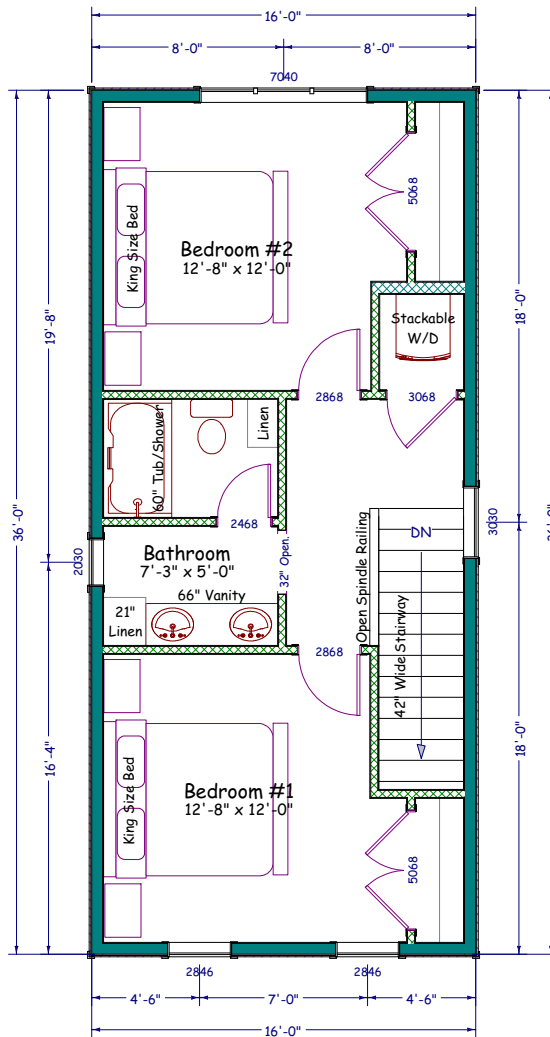 16'-0"
8'-0"
8'-0"
7040
5068
King Size Bed
Bedroom #2
12'-8" x 12'-0"
Stackable
W/D
19'-8"
18'-0"
2868
3068
60" Tub/Shower
Linen
2468
36'-0"
3030
Open Spindle Railing
DN
32" Open.
2030
Bathroom
7'-3" x 5'-0"
66" Vanity
21"
Linen
2868
42" Wide Stairway
16'-4"
18'-0"
King Size Bed
Bedroom #1
12'-8" x 12'-0"
5068
2846
2846
4'-6"
7'-0"
4'-6"
16'-0"